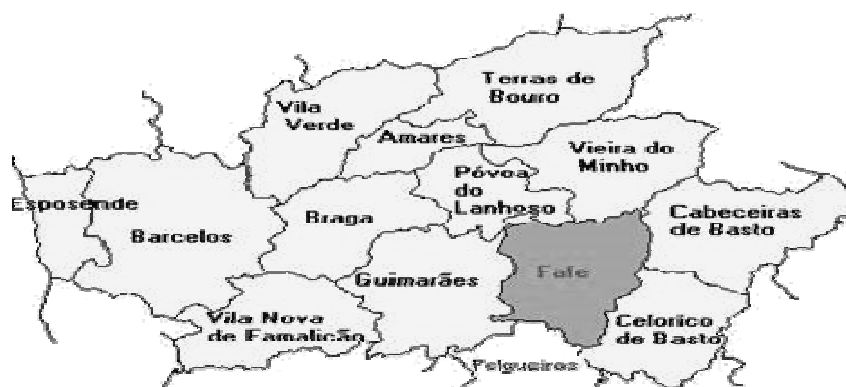 Terras de
Bouro
Vila
Verde
Amares
Vieira do
Minho
Póvoa
do
Lanhoso
Esposende
Barcelos
Braga
Cabeceiras
de Basto
Guimarães
Fafe
Vila Nova
de Famalicão
Celorico
de Basto
Felgueiras